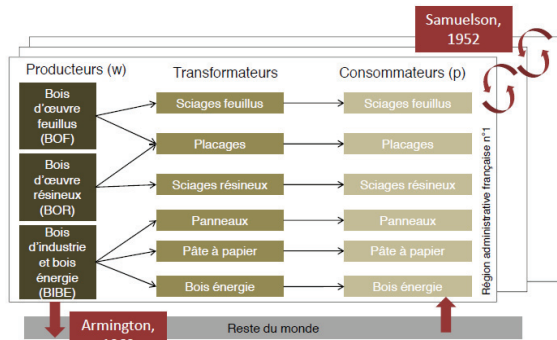 Samuelson,
1952
Producteurs (w)
Transformateurs
Consommateurs (p)
Bois
d'œuvre
feuillus
(BOF)
Bois
d'œuvre
résineux
(BOR)
Bois
d'industrie
et bois
énergie
(BIBE)
Sciages feuillus
Placages
Sciages résineux
Panneaux
Pâte à papier
Bois énergie
Sciages feuillus
Placages
Sciages résineux
Panneaux
Pâte à papier
Bois énergie
Région administrative française n°1
Armington,
Reste du monde